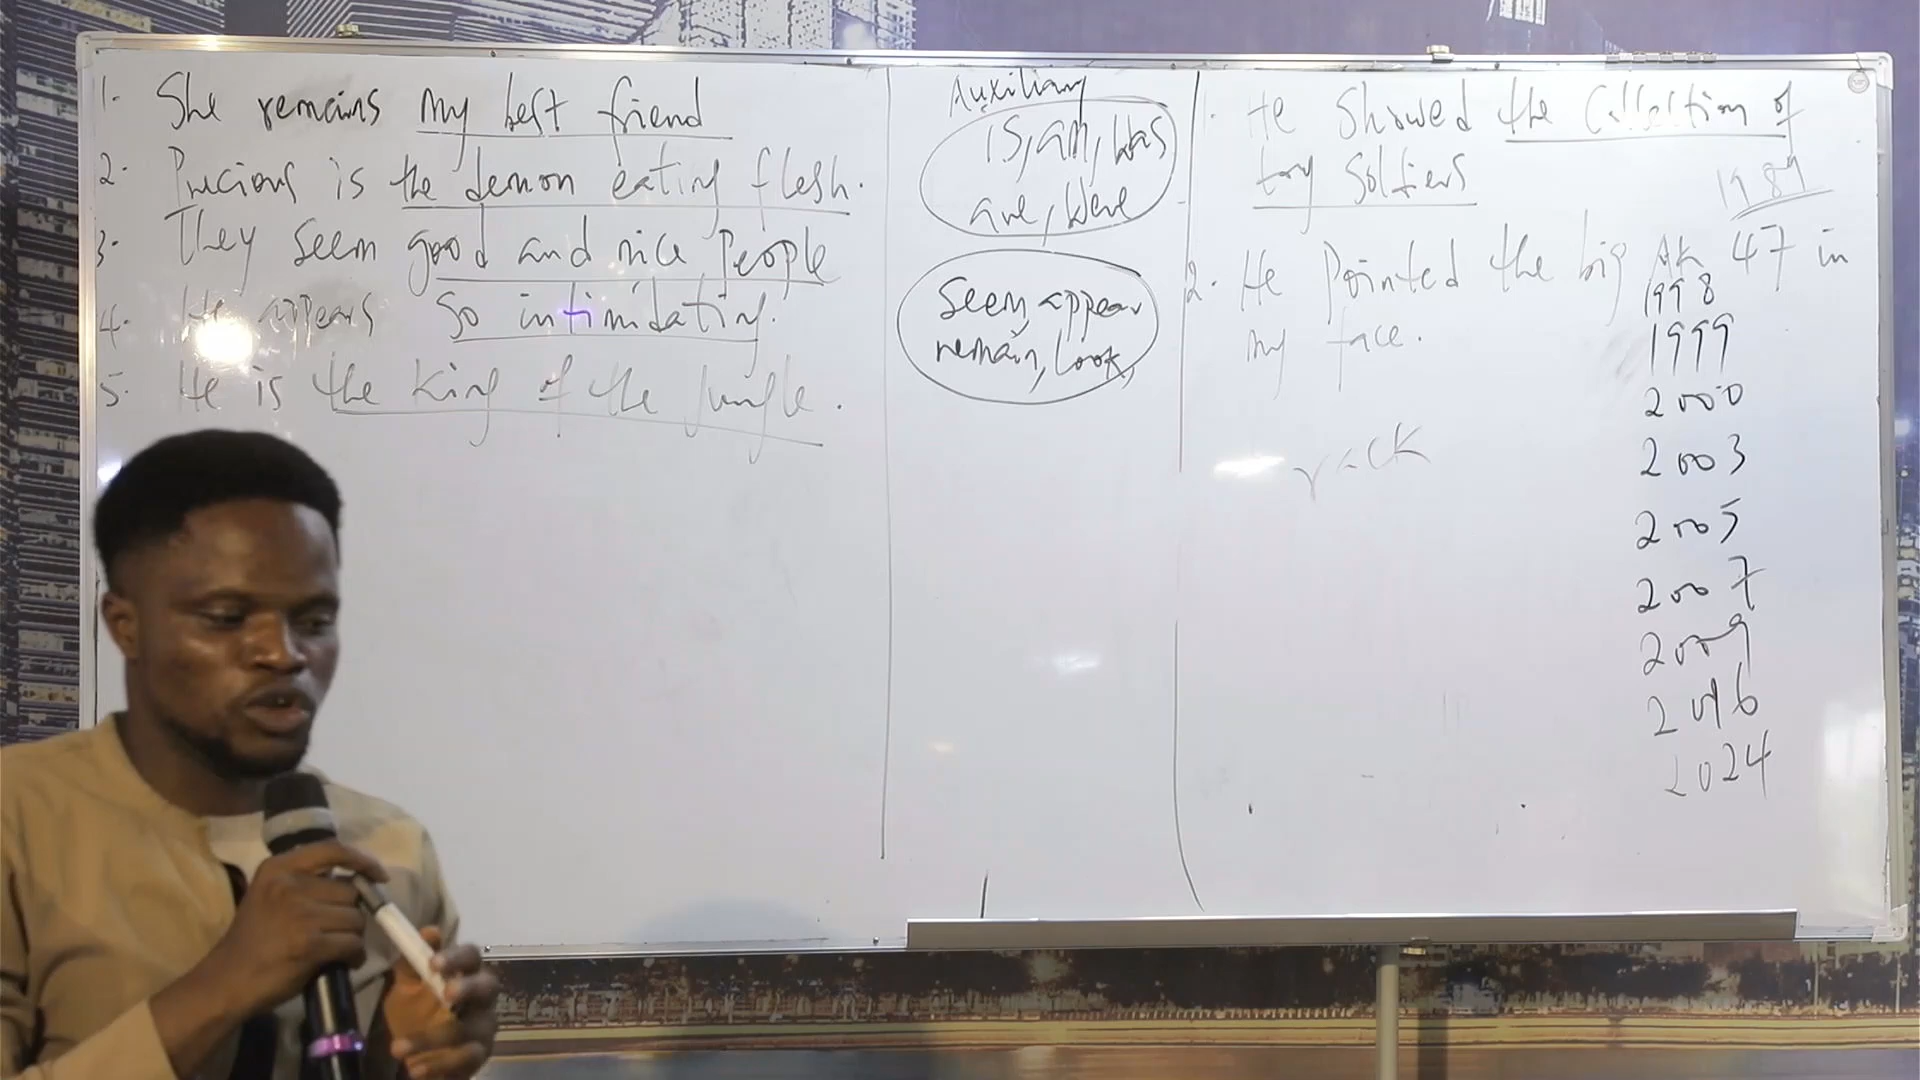 1. She remains my best friend
2. Precious is the demon eating flesh.
3. They seem good and nice people
4. He appears so intimidating.
5. He is the King of the Jungle.
Auxiliary
is, am, was
are, were
Seem, appear
remain, look,
1. He Showed the Collection of
toy Soldiers
1989
2. He Pointed the big AK 47 in
my face.
rack
1998
1999
2000
2003
2005
2007
2009
2016
2024